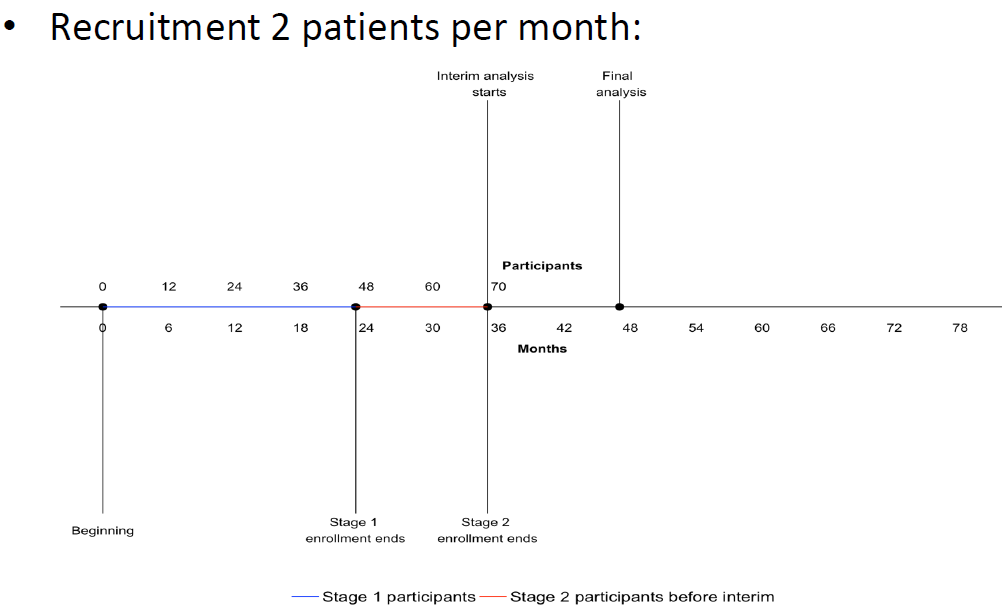 • Recruitment 2 patients per month:
Interim analysis
starts
Final
analysis
Participants
0 12 24 36 48 60 70
0 6 12 18 24 30 36 42 48 54 60 66 72 78
Months
Beginning
Stage 1
enrollment ends
Stage 2
enrollment ends
Stage 1 participants
Stage 2 participants before interim